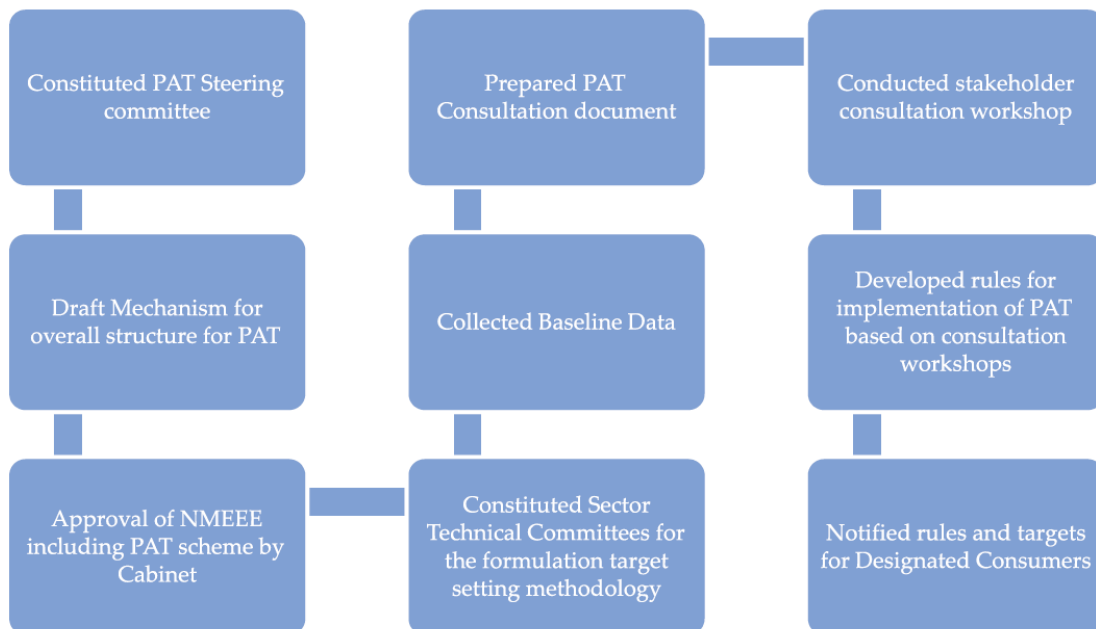 Constituted PAT Steering
committee
Draft Mechanism for
overall structure for PAT
Approval of NMEEE
including PAT scheme by
Cabinet
Constituted Sector
Technical Committees for
the formulation target
setting methodology
Collected Baseline Data
Prepared PAT
Consultation document
Conducted stakeholder
consultation workshop
Developed rules for
implementation of PAT
based on consultation
workshops
Notified rules and targets
for Designated Consumers